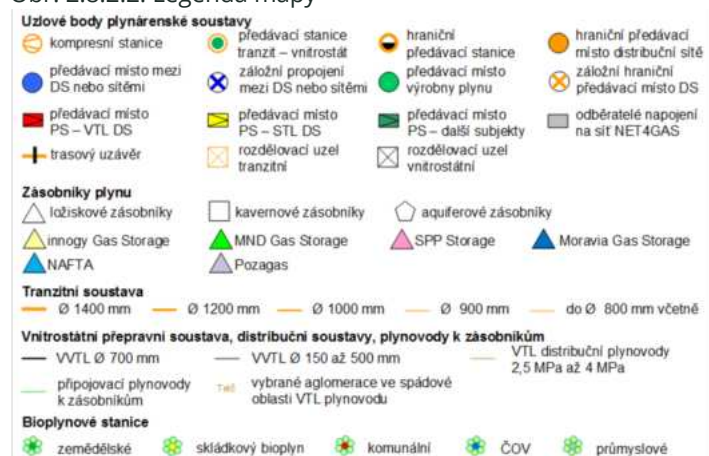 Obr. 2.8.2.2. Legenda mapy
Uzlové body plynárenské soustavy
kompresní stanice
předávací stanice
tranzit – vnitrostát
hraniční
předávací stanice
hraniční předávací
místo distribuční sítě
předávací místo mezi
DS nebo sítěmi
záložní propojení
mezi DS nebo sítěmi
předávací místo
výrobny plynu
záložní hraniční
předávací místo DS
předávací místo
PS – VTL DS
předávací místo
PS – STL DS
předávací místo
PS – další subjekty
odběratelé napojení
na síť NET4GAS
trasový uzávěr
rozdělovací uzel
tranzitní
rozdělovací uzel
vnitrostátní
Zásobníky plynu
ložiskové zásobníky
kavernové zásobníky
aquiferové zásobníky
innogy Gas Storage
MND Gas Storage
SPP Storage
Moravia Gas Storage
NAFTA
Pozagas
Tranzitní soustava
Ø 1400 mm
Ø 1200 mm
Ø 1000 mm
Ø 900 mm
do Ø 800 mm včetně
Vnitrostátní přepravní soustava, distribuční soustavy, plynovody k zásobníkům
VVTL Ø 700 mm
VVTL Ø 150 až 500 mm
VTL distribuční plynovody
2,5 MPa až 4 MPa
připojovací plynovody
k zásobníkům
vybrané aglomerace ve spádové
oblasti VTL plynovodu
Bioplynové stanice
zemědělské
skládkový bioplyn
komunální
ČOV
průmyslové